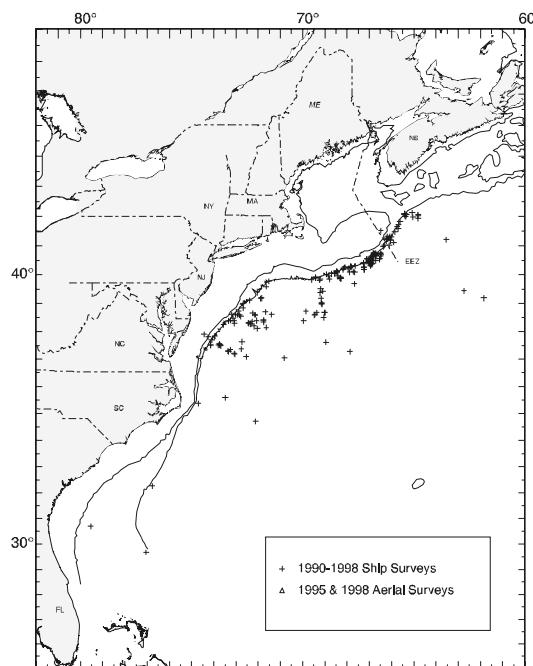 80° 70° 60
ME
NS
NY MA
EEZ
NJ
40°
NC
SC
30°
1990-1998 Ship Surveys
1995 & 1998 Aerial Surveys
FL